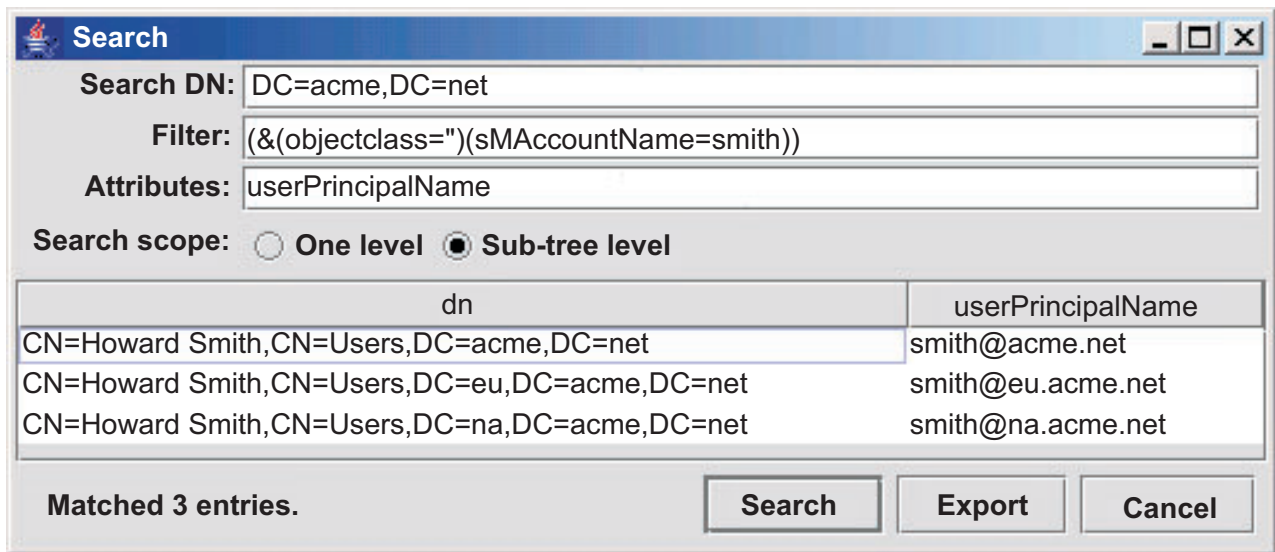 Search
Search DN: DC=acme,DC=net
Filter: (&(objectclass=")(sMAccountName=smith))
Attributes: userPrincipalName
Search scope: One level Sub-tree level
dn userPrincipalName
CN=Howard Smith,CN=Users,DC=acme,DC=net smith@acme.net
CN=Howard Smith,CN=Users,DC=eu,DC=acme,DC=net smith@eu.acme.net
CN=Howard Smith,CN=Users,DC=na,DC=acme,DC=net smith@na.acme.net
Matched 3 entries. Search Export Cancel